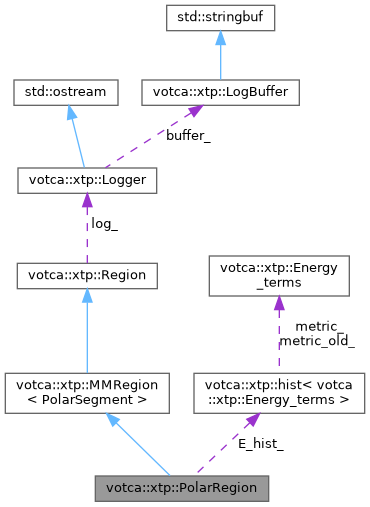 std::stringbuf
std::ostream
votca::xtp::LogBuffer
buffer_
votca::xtp::Logger
log_
votca::xtp::Region
votca::xtp::Energy
_terms
metric_
metric_old_
votca::xtp::MMRegion
< PolarSegment >
votca::xtp::hist< votca
::xtp::Energy_terms >
E_hist_
votca::xtp::PolarRegion